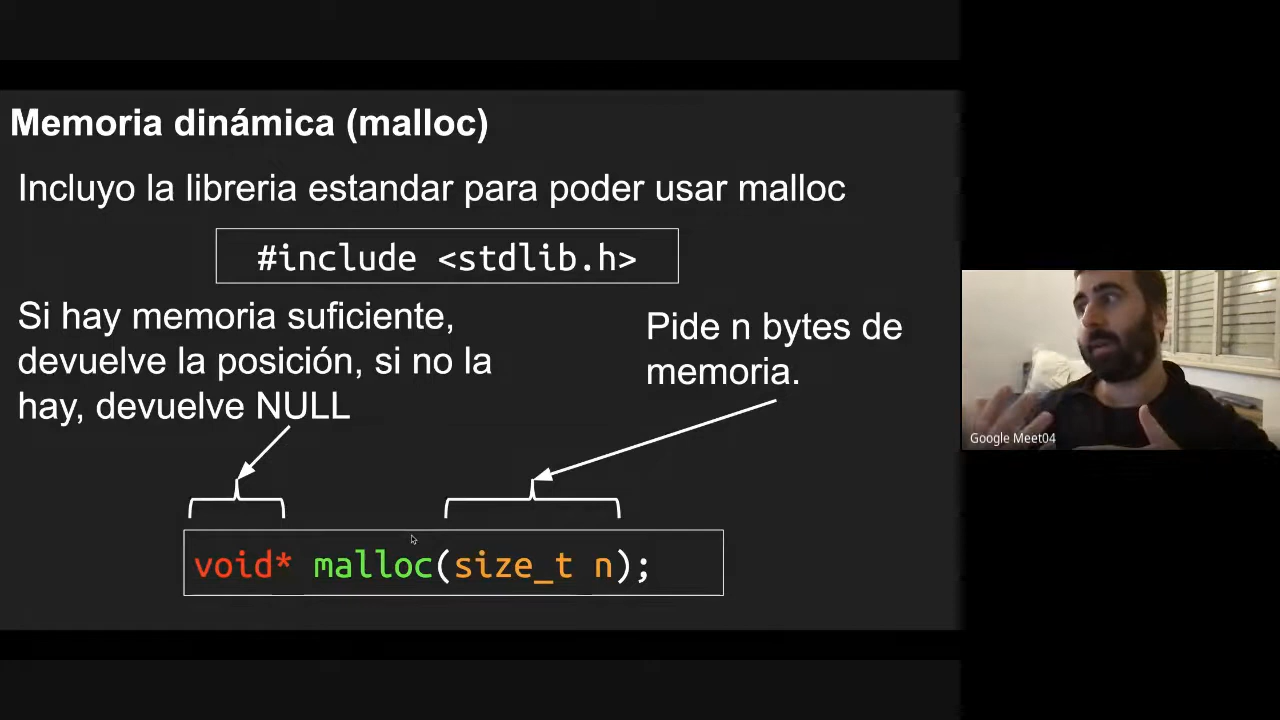 Memoria dinámica (malloc)
Incluyo la libreria estandar para poder usar malloc
#include <stdlib.h>
Si hay memoria suficiente,
devuelve la posición, si no la
hay, devuelve NULL
Pide n bytes de
memoria.
void* malloc(size_t n);
Google Meet04